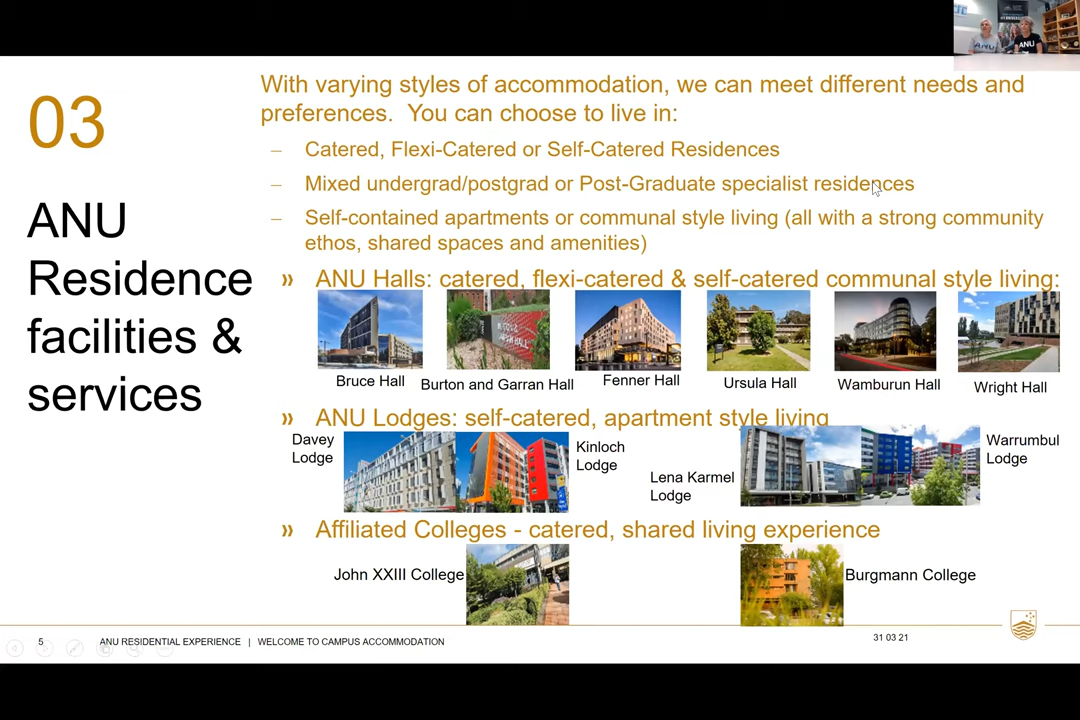 03
ANU
Residence
facilities &
services
With varying styles of accommodation, we can meet different needs and
preferences. You can choose to live in:
– Catered, Flexi-Catered or Self-Catered Residences
– Mixed undergrad/postgrad or Post-Graduate specialist residences
– Self-contained apartments or communal style living (all with a strong community
ethos, shared spaces and amenities)
» ANU Halls: catered, flexi-catered & self-catered communal style living:
Bruce Hall
Burton and Garran Hall
Fenner Hall
Ursula Hall
Wamburun Hall
Wright Hall
» ANU Lodges: self-catered, apartment style living
Davey
Lodge
Kinloch
Lodge
Lena Karmel
Lodge
Warrumbul
Lodge
» Affiliated Colleges - catered, shared living experience
John XXIII College
Burgmann College
5
ANU RESIDENTIAL EXPERIENCE | WELCOME TO CAMPUS ACCOMMODATION
31 03 21
ANU
ANU